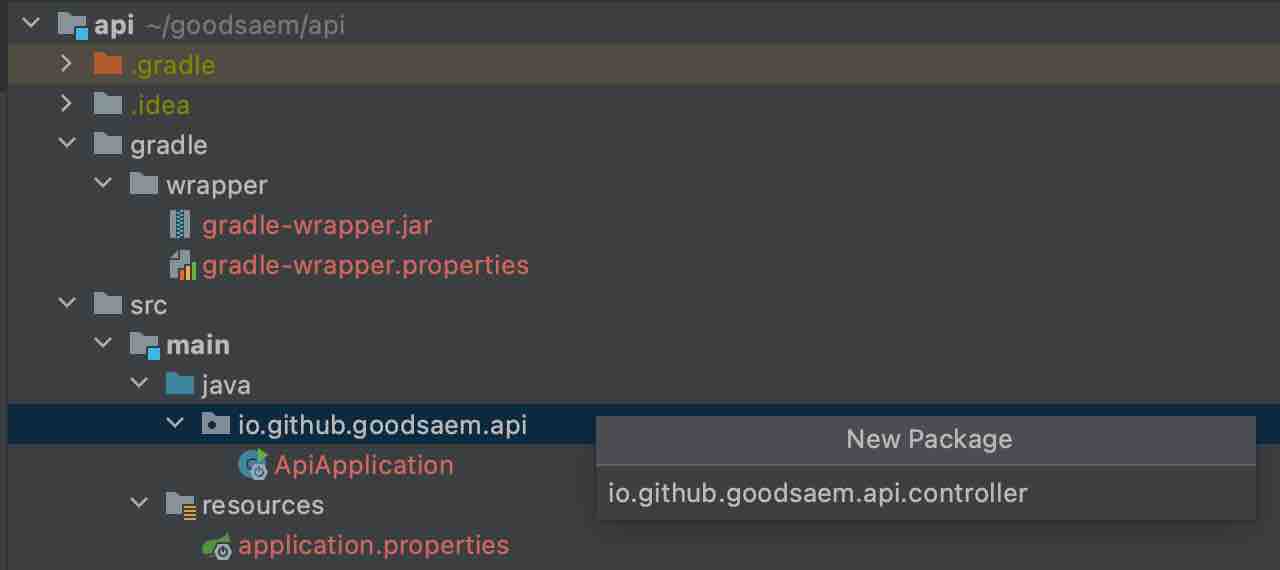 api ~/goodsaem/api
.gradle
.idea
gradle
wrapper
gradle-wrapper.jar
gradle-wrapper.properties
src
main
java
io.github.goodsaem.api
New Package
io.github.goodsaem.api.controller
ApiApplication
resources
application.properties